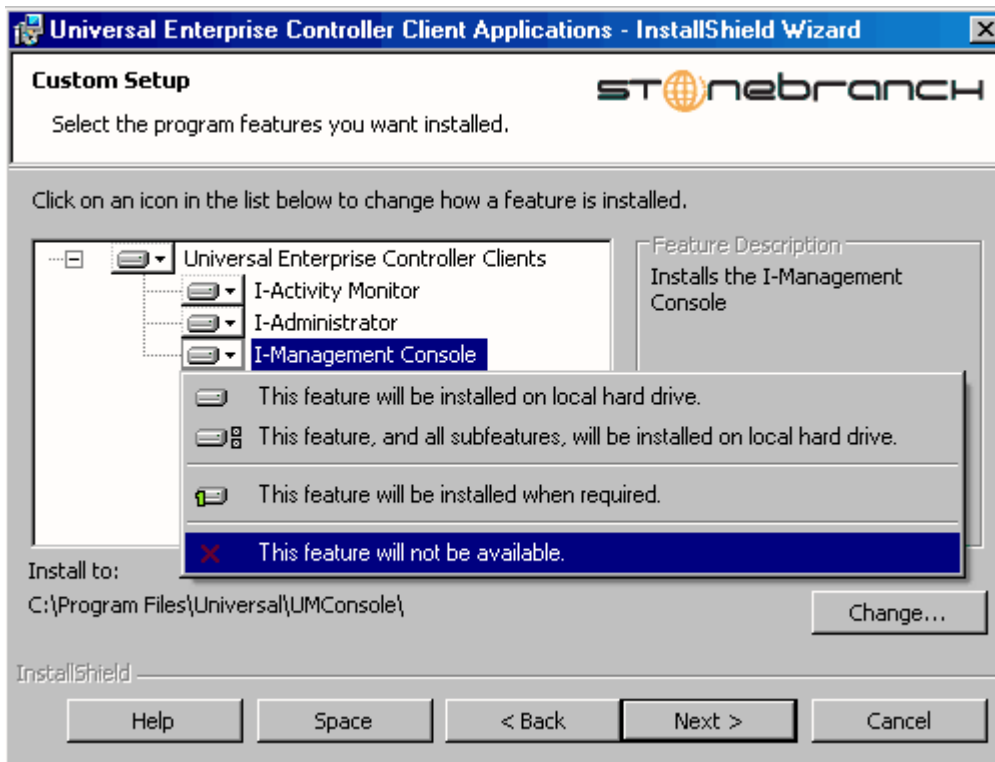 Universal Enterprise Controller Client Applications - InstallShield Wizard
Custom Setup
STONEBRANCH
Select the program features you want installed.
Click on an icon in the list below to change how a feature is installed.
Universal Enterprise Controller Clients
I-Activity Monitor
I-Administrator
I-Management Console
Feature Description
Installs the I-Management
Console
This feature will be installed on local hard drive.
This feature, and all subfeatures, will be installed on local hard drive.
This feature will be installed when required.
This feature will not be available.
Install to:
C:\Program Files\Universal\UMConsole\
Change...
InstallShield
Help
Space
< Back
Next >
Cancel